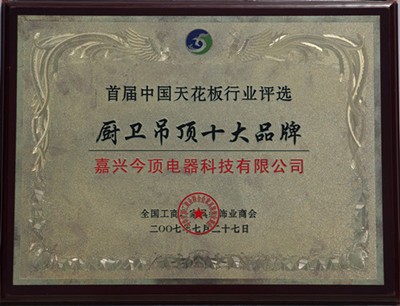 首届中国天花板行业评选
厨卫吊顶十大品牌
嘉兴今顶电器科技有限公司
全国工商 家具 饰业商会
二〇〇七年七月二十七日